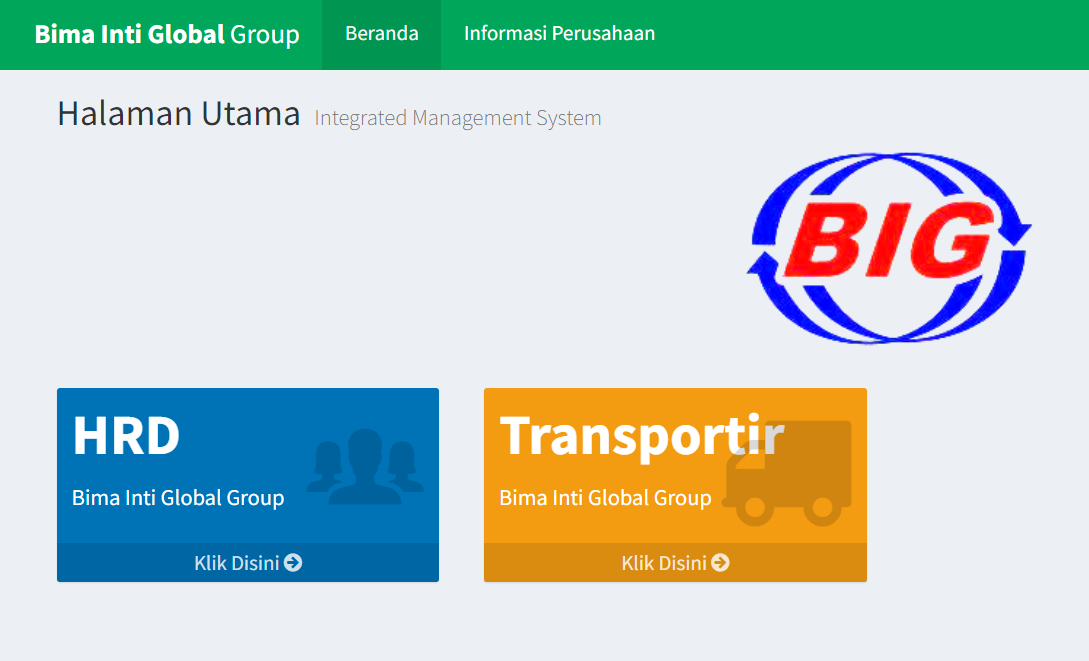 Bima Inti Global Group Beranda Informasi Perusahaan
Halaman Utama Integrated Management System
BIG
HRD
Bima Inti Global Group
Klik Disini
Transportir
Bima Inti Global Group
Klik Disini